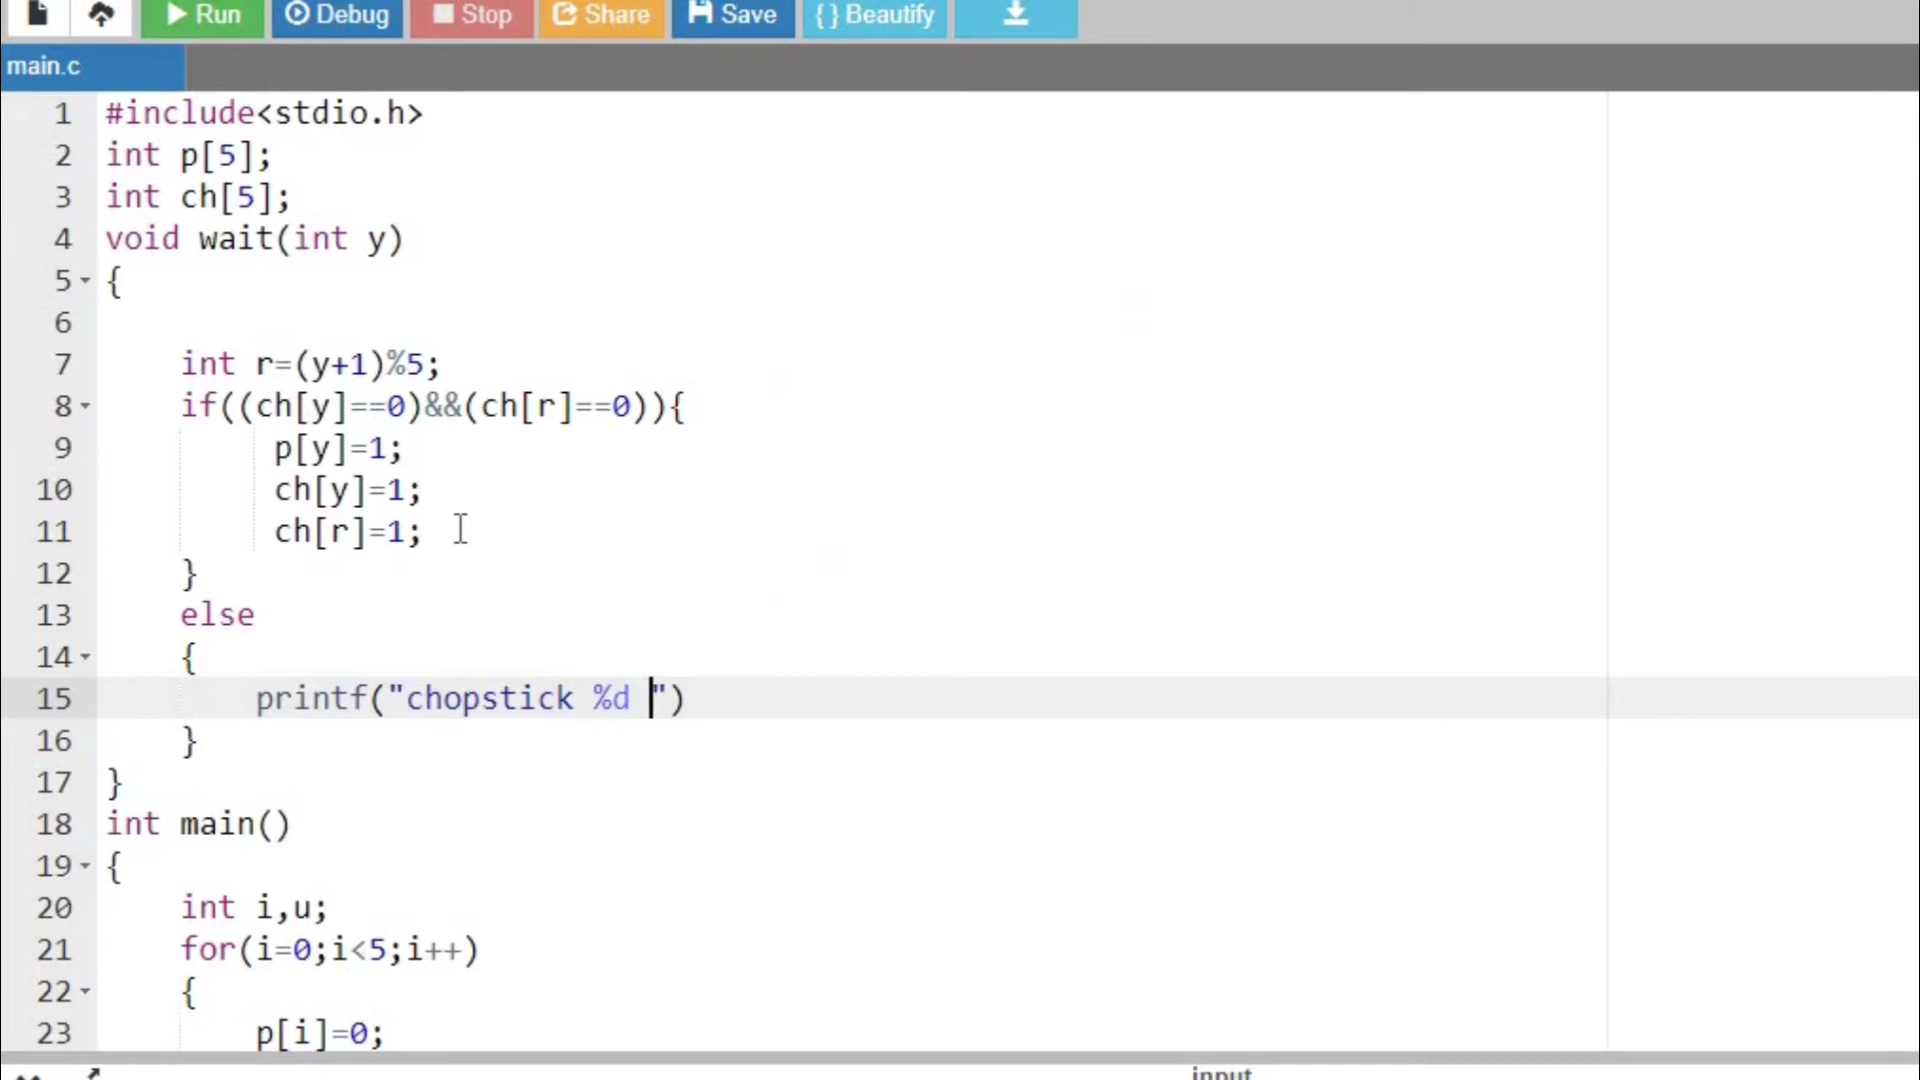 Run Debug Stop Share Save {} Beautify
main.c
1 #include<stdio.h>
2 int p[5];
3 int ch[5];
4 void wait(int y)
5 {
6
7 int r=(y+1)%5;
8 if((ch[y]==0)&&(ch[r]==0)){
9 p[y]=1;
10 ch[y]=1;
11 ch[r]=1;
12 }
13 else
14 {
15 printf("chopstick %d ")
16 }
17 }
18 int main()
19 {
20 int i,u;
21 for(i=0;i<5;i++)
22 {
23 p[i]=0;
input